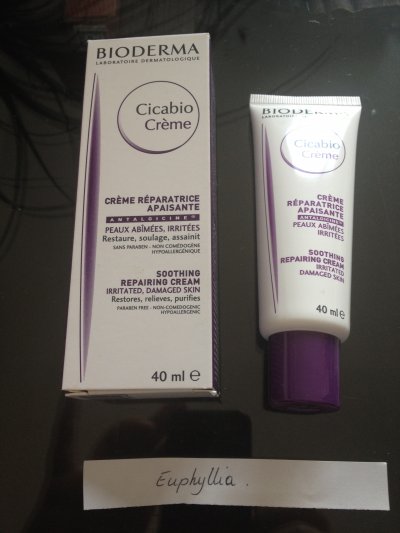 BIODERMA
LABORATOIRE DERMATOLOGIQUE
Cicabio
Crème
CRÈME RÉPARATRICE
APAISANTE
ANTALGICINE™
PEAUX ABÎMÉES, IRRITÉES
Restaure, soulage, assainit
SANS PARABEN - NON COMÉDOGÈNE
HYPOALLERGÉNIQUE
SOOTHING
REPAIRING CREAM
IRRITATED, DAMAGED SKIN
Restores, relieves, purifies
PARABEN FREE - NON-COMEDOGENIC
HYPOALLERGENIC
40 ml ℮
BIODERMA
Cicabio
Crème
CRÈME
RÉPARATRICE
APAISANTE
ANTALGICINE™
PEAUX ABÎMÉES
IRRITÉES
SOOTHING
REPAIRING CREAM
IRRITATED
DAMAGED SKIN
40 ml ℮
Euphyllia.